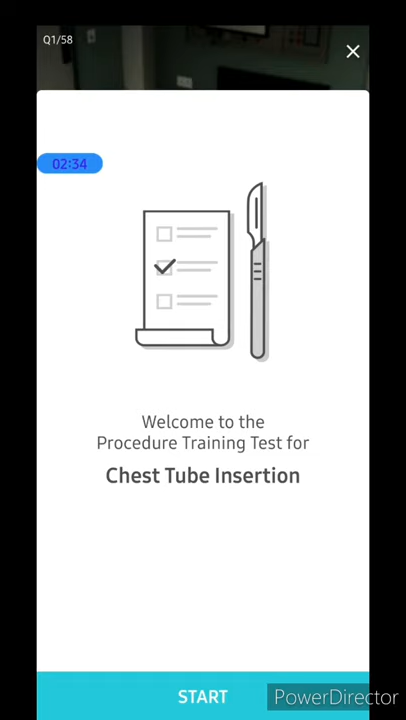 Q1/58
02:34
Welcome to the
Procedure Training Test for
Chest Tube Insertion
START
PowerDirector